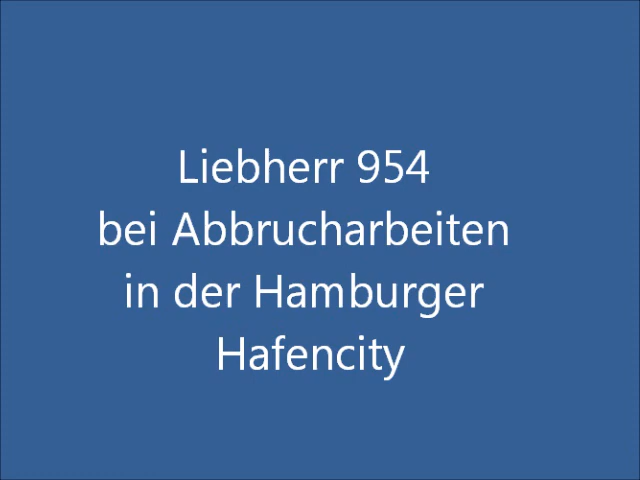 Liebherr 954
bei Abbrucharbeiten
in der Hamburger
Hafencity